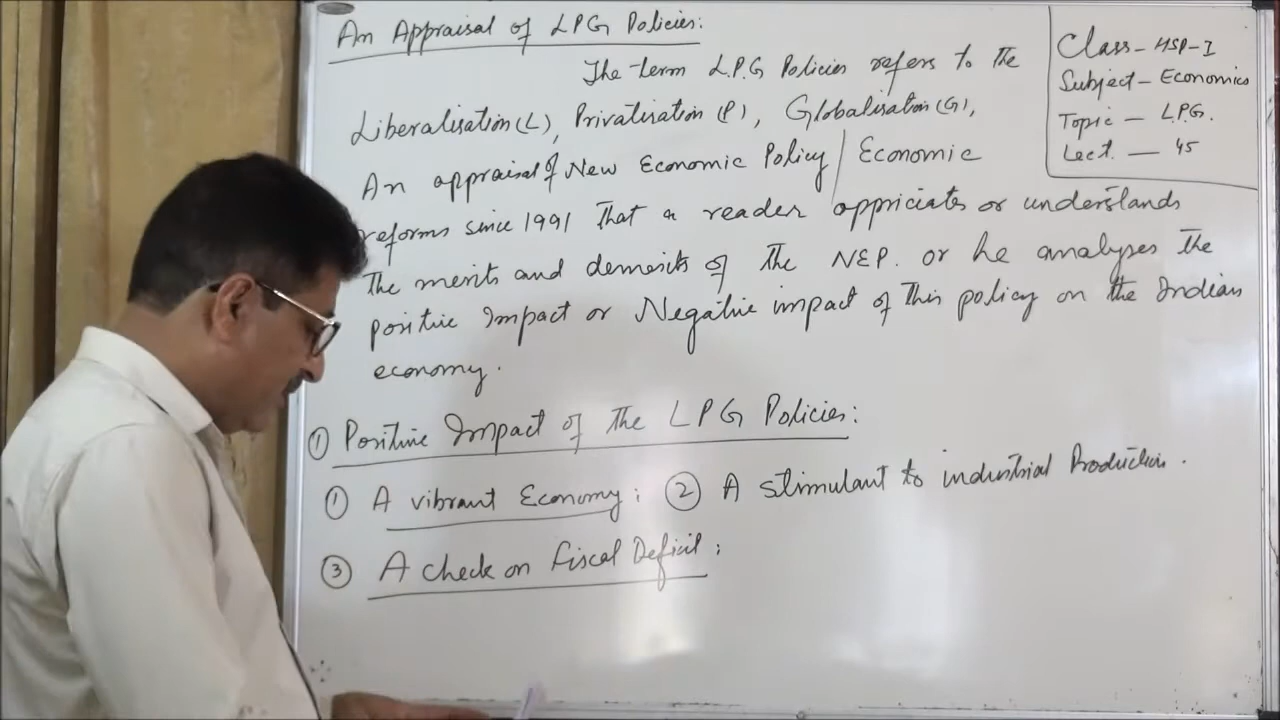 An Appraisal of LPG Policies:
The term L.P.G Policies refers to the
Liberalisation(L), Privatisation (P), Globalisation(G),
An appraisal of New Economic Policy/Economic
reforms since 1991 That a reader appriciates or understands
The merits and demerits of The NEP. or he analyses the
positive Impact or Negative impact of This policy on the Indian
economy.
① Positive Impact of the LPG Policies:
① A vibrant Economy: ② A stimulant to industrial Production.
③ A check on Fiscal Deficit:
Class - HSP-I
Subject - Economics
Topic - L.P.G.
Lect. - 45